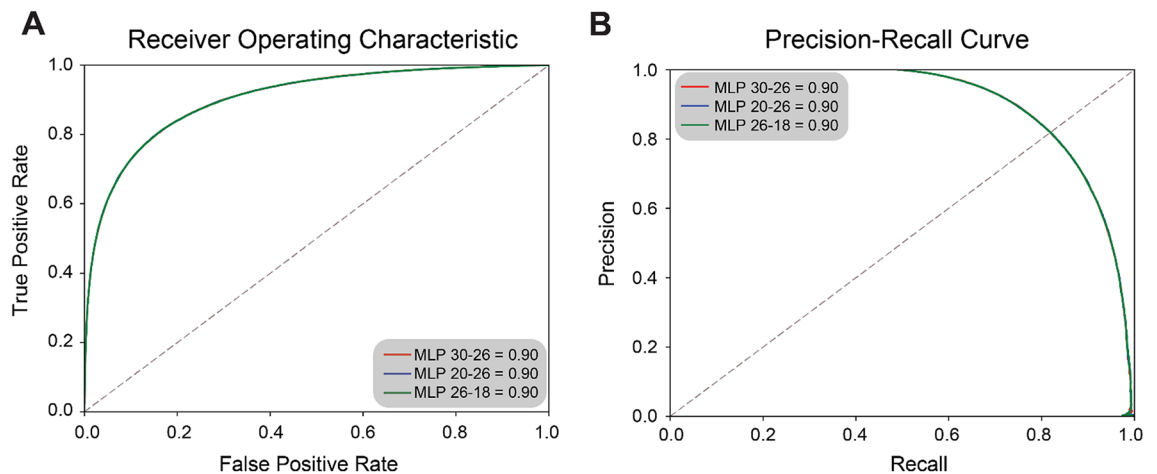 A
Receiver Operating Characteristic
True Positive Rate
1.0
0.8
0.6
0.4
0.2
0.0
MLP 30-26 = 0.90
MLP 20-26 = 0.90
MLP 26-18 = 0.90
0.0 0.2 0.4 0.6 0.8 1.0
False Positive Rate
B
Precision-Recall Curve
Precision
1.0
0.8
0.6
0.4
0.2
0.0
MLP 30-26 = 0.90
MLP 20-26 = 0.90
MLP 26-18 = 0.90
0.0 0.2 0.4 0.6 0.8 1.0
Recall